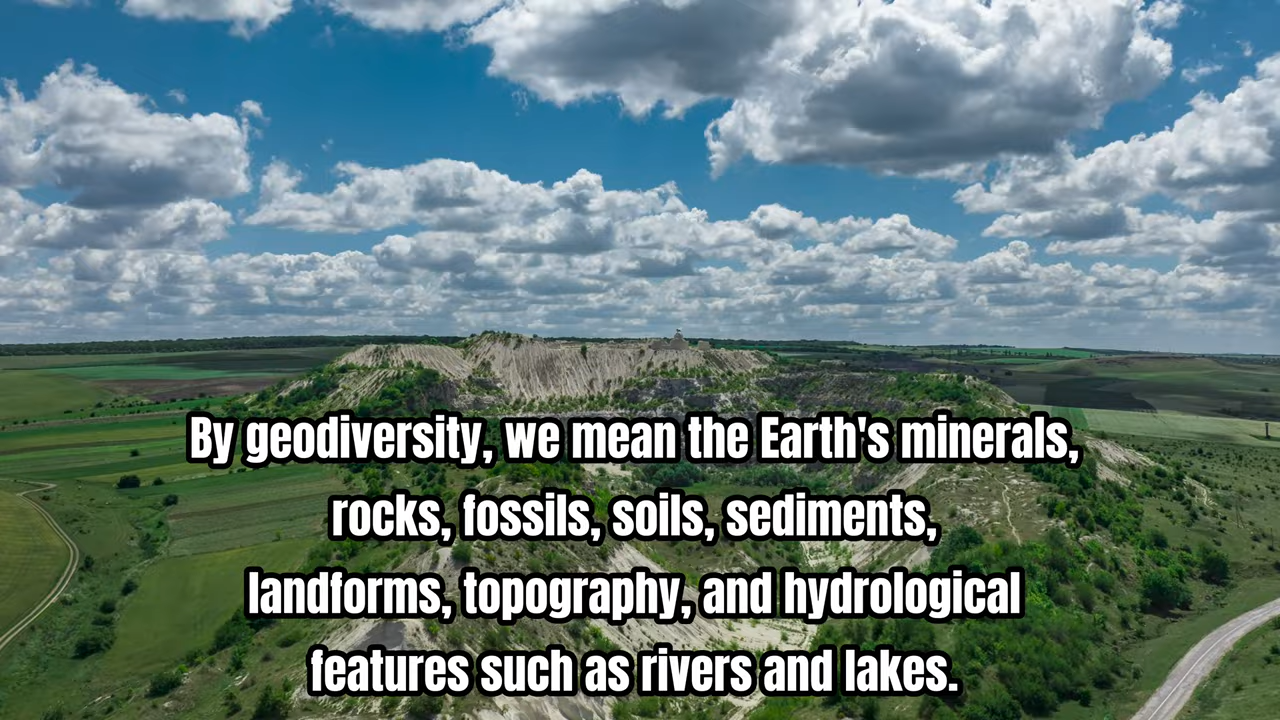 By geodiversity, we mean the Earth's minerals,
rocks, fossils, soils, sediments,
landforms, topography, and hydrological
features such as rivers and lakes.